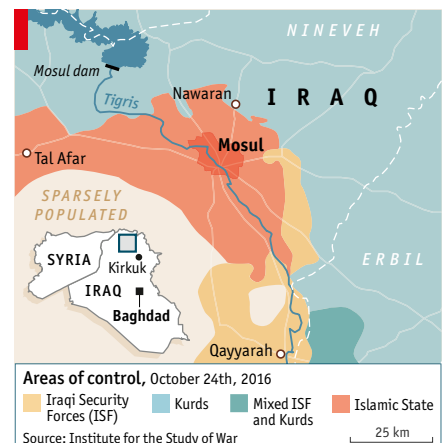 NINEVEH
Mosul dam
Tigris
Nawaran
IRAQ
Mosul
Tal Afar
SPARSELY
POPULATED
SYRIA
Kirkuk
IRAQ
Baghdad
ERBIL
Qayyarah
Areas of control, October 24th, 2016
Iraqi Security
Forces (ISF)
Kurds
Mixed ISF
and Kurds
Islamic State
Source: Institute for the Study of War
25 km